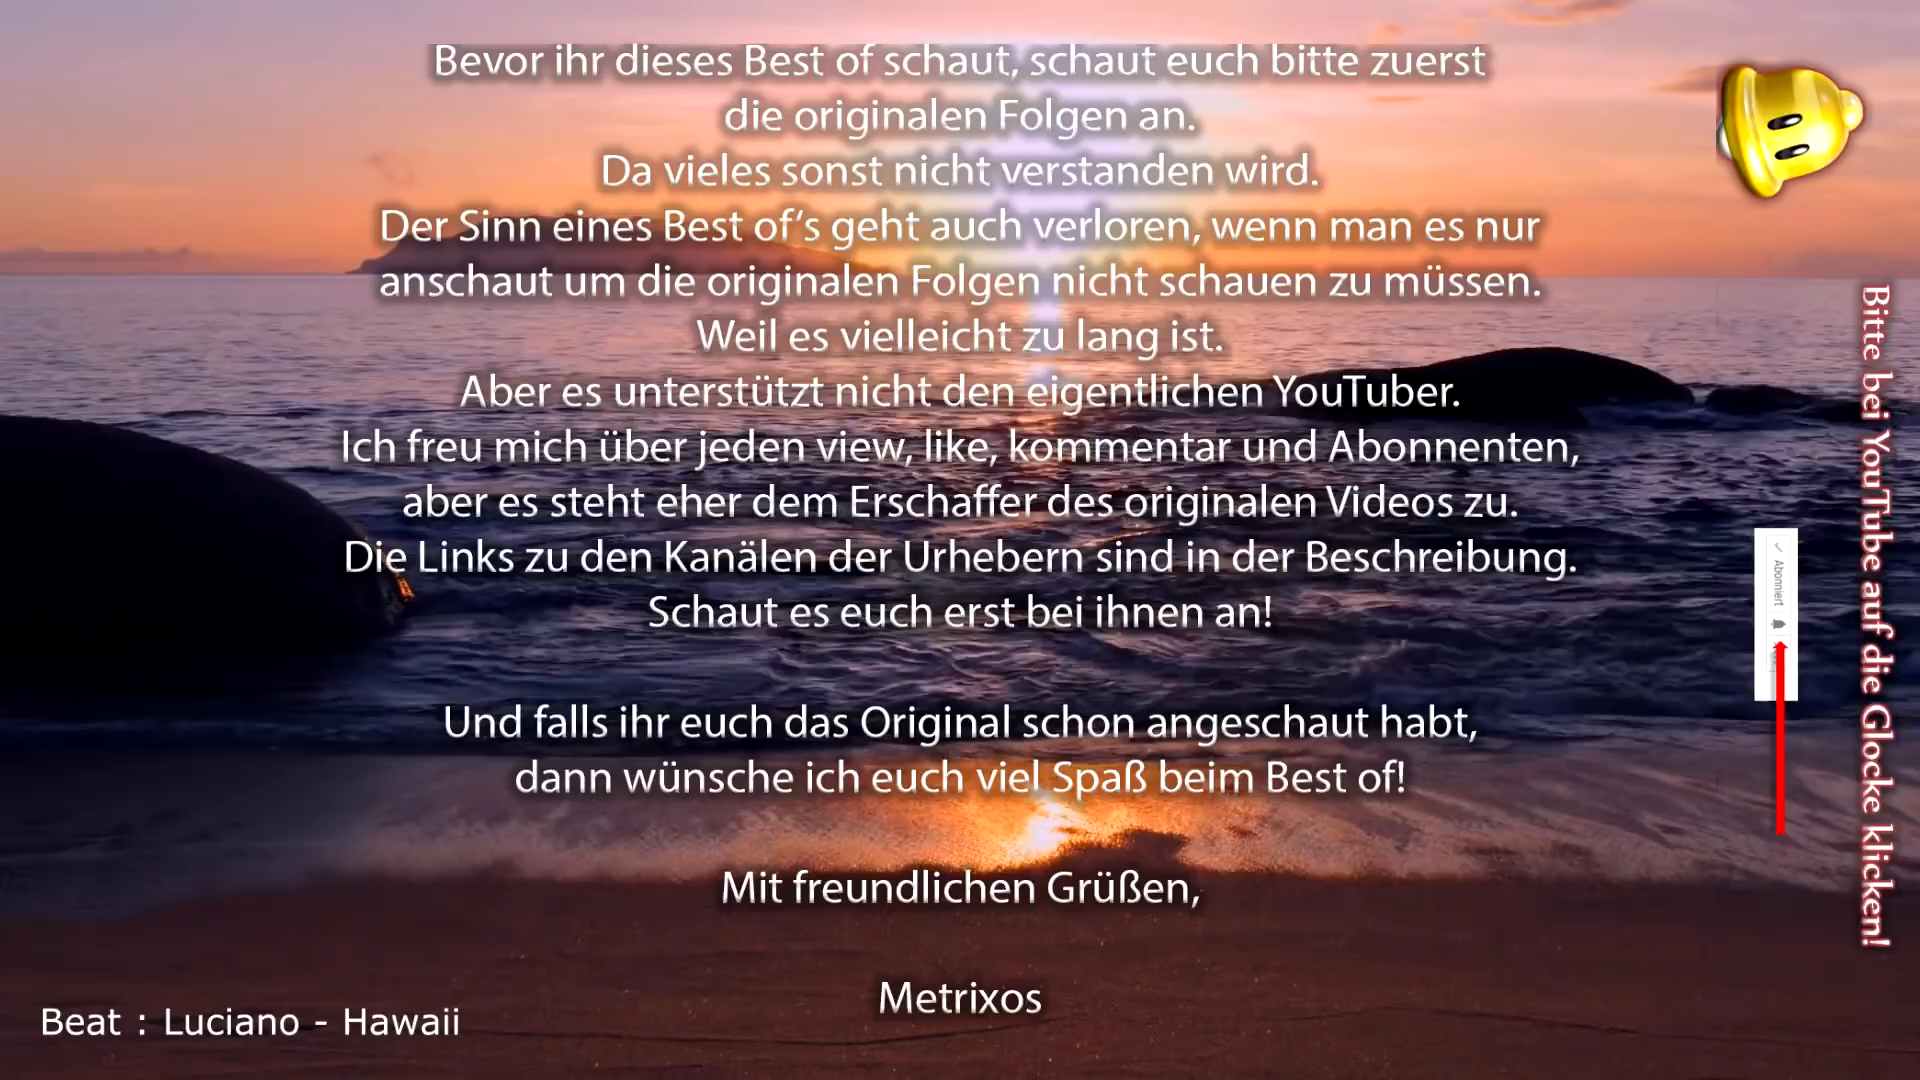 Bevor ihr dieses Best of schaut, schaut euch bitte zuerst
die originalen Folgen an.
Da vieles sonst nicht verstanden wird.
Der Sinn eines Best of's geht auch verloren, wenn man es nur
anschaut um die originalen Folgen nicht schauen zu müssen.
Weil es vielleicht zu lang ist.
Aber es unterstützt nicht den eigentlichen YouTuber.
Ich freu mich über jeden view, like, kommentar und Abonnenten,
aber es steht eher dem Erschaffer des originalen Videos zu.
Die Links zu den Kanälen der Urhebern sind in der Beschreibung.
Schaut es euch erst bei ihnen an!
Und falls ihr euch das Original schon angeschaut habt,
dann wünsche ich euch viel Spaß beim Best of!
Mit freundlichen Grüßen,
Metrixos
Beat : Luciano - Hawaii
Bitte bei YouTube auf die Glocke klicken!
Abonniert